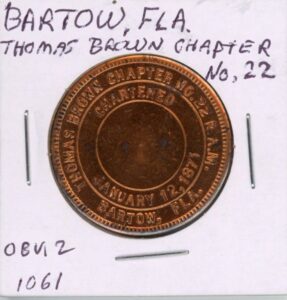 BARTOW, FLA.
THOMAS BROWN CHAPTER
No, 22
THOMAS BROWN CHAPTER NO. 22 R.A.M.
CHARTERED
JANUARY 12, 1871
BARTOW, FLA.
OBV, 2
1061